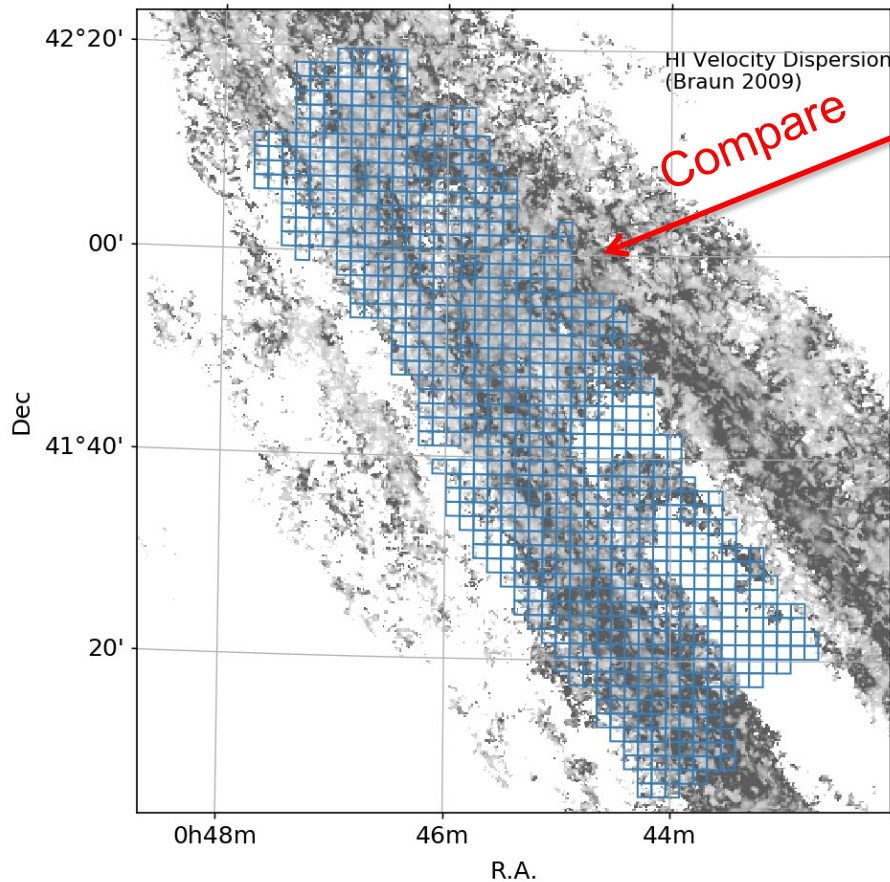 42°20'
HI Velocity Dispersion
(Braun 2009)
Compare
00'
Dec
41°40'
20'
0h48m
46m
44m
R.A.